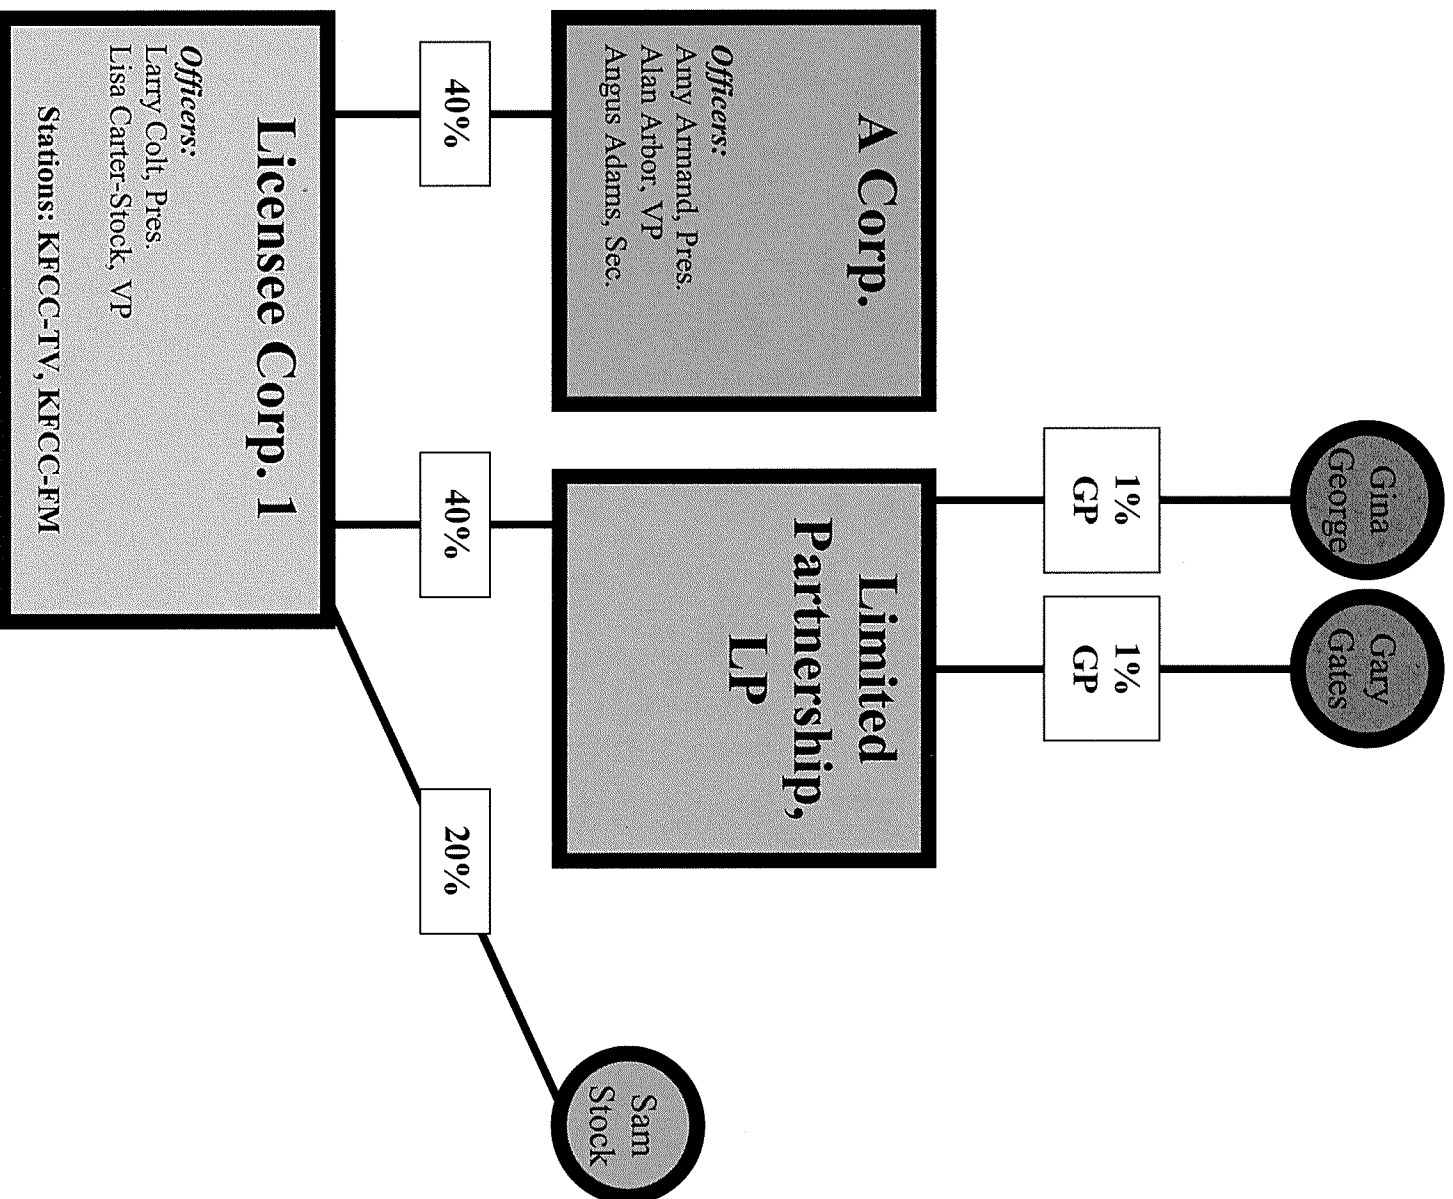 Gina
George
Gary
Gates
1%
GP
1%
GP
A Corp.
Officers:
Amy Armand, Pres.
Alan Arbor, VP
Angus Adams, Sec.
Limited
Partnership,
LP
Sam
Stock
40%
40%
20%
Licensee Corp. 1
Officers:
Larry Colt, Pres.
Lisa Carter-Stock, VP
Stations: KFCC-TV, KFCC-FM